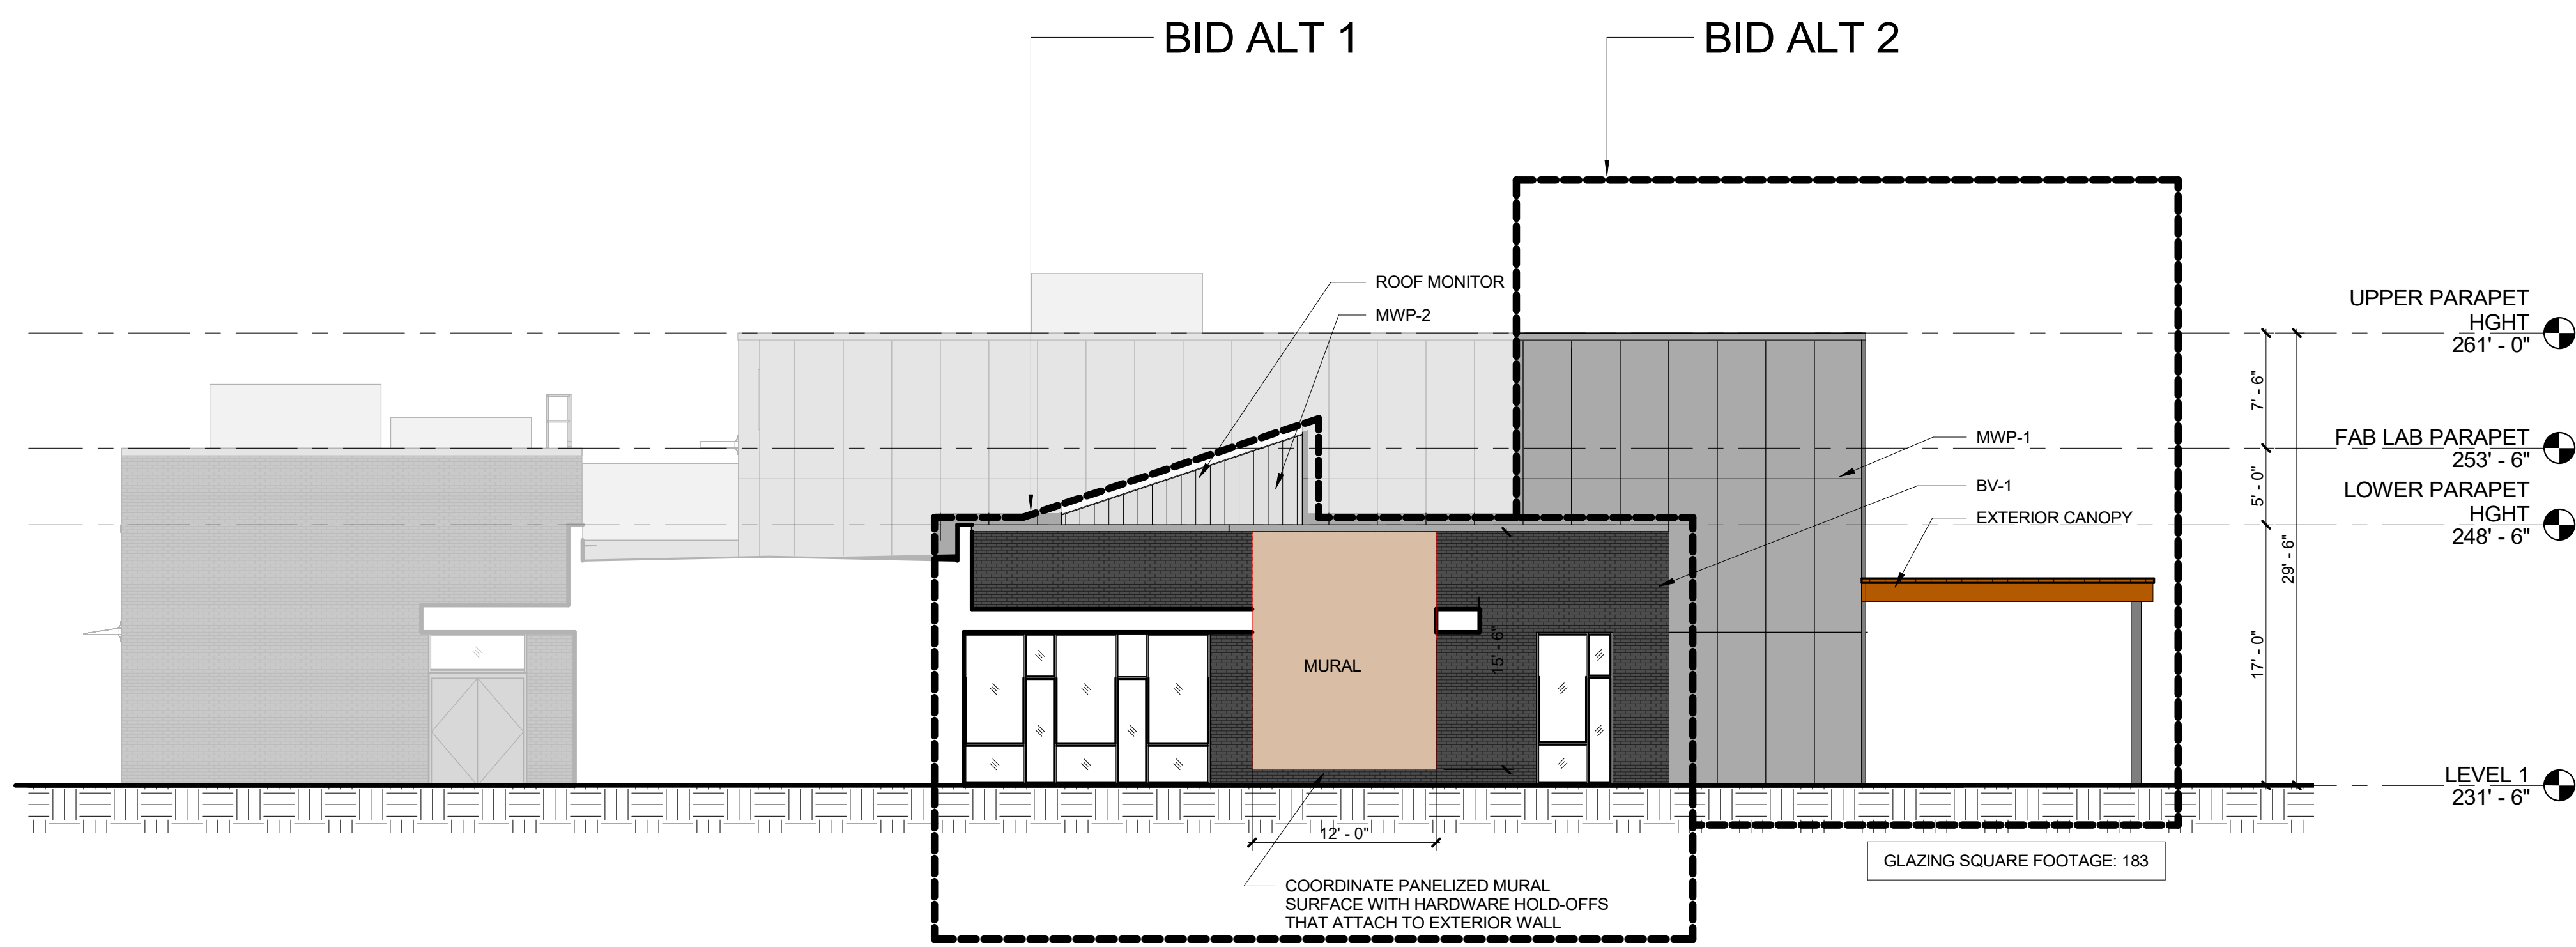 BID ALT 1
BID ALT 2
ROOF MONITOR
MWP-2
UPPER PARAPET
HGHT
261' - 0"
7' - 6"
MWP-1
FAB LAB PARAPET
253' - 6"
5' - 0"
BV-1
LOWER PARAPET
HGHT
248' - 6"
EXTERIOR CANOPY
29' - 6"
17' - 0"
15' - 6"
MURAL
LEVEL 1
231' - 6"
12' - 0"
GLAZING SQUARE FOOTAGE: 183
COORDINATE PANELIZED MURAL
SURFACE WITH HARDWARE HOLD-OFFS
THAT ATTACH TO EXTERIOR WALL